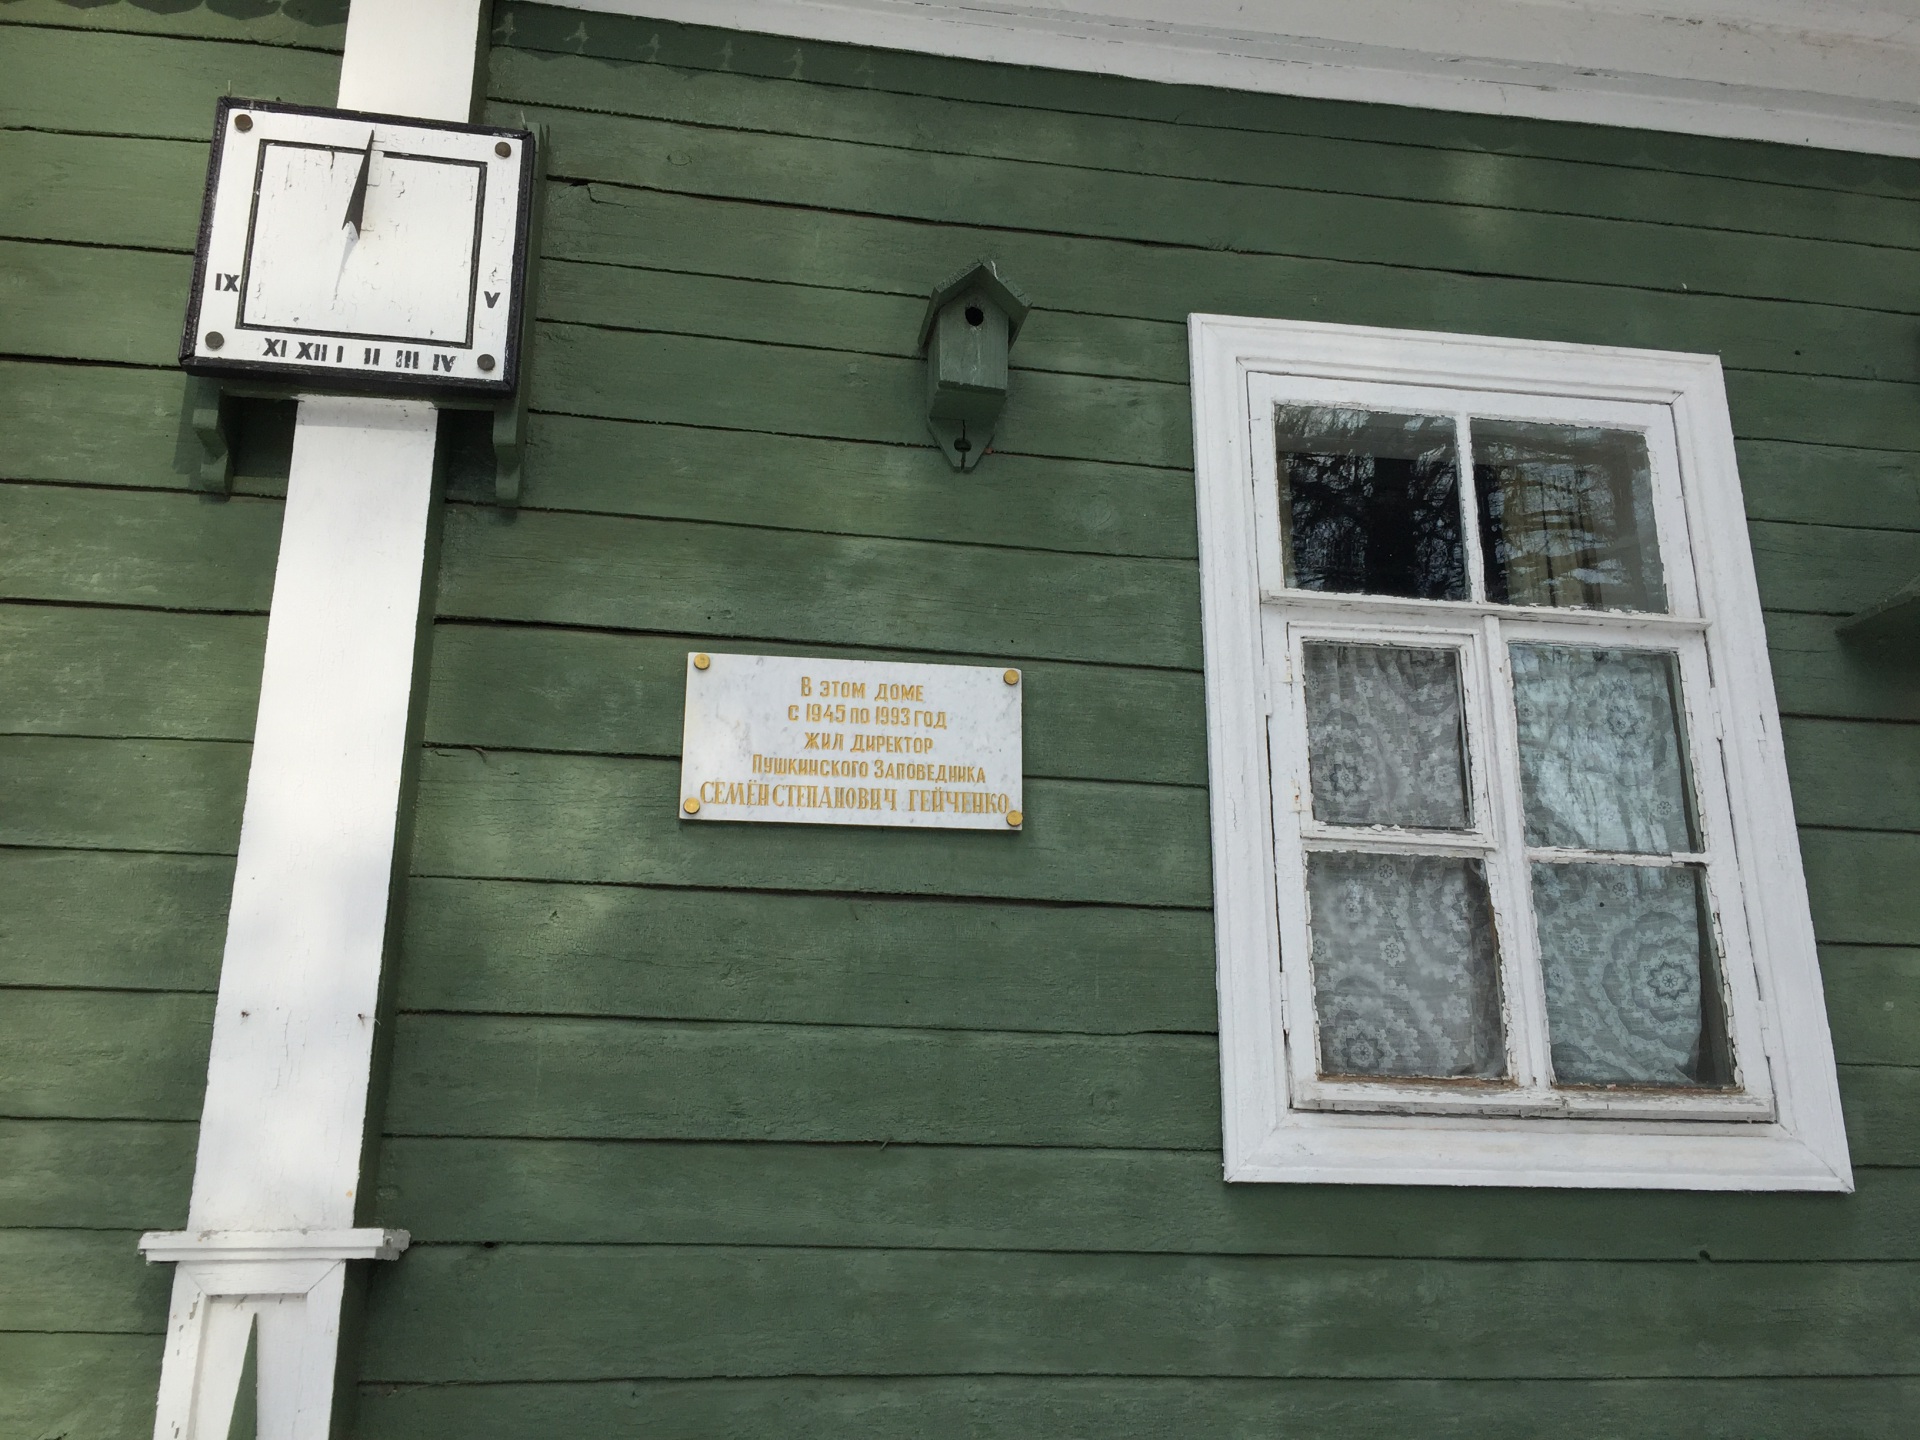 IX
V
XI XII I II III IV
В ЭТОМ ДОМЕ
С 1945 ПО 1993 ГОД
ЖИЛ ДИРЕКТОР
ПУШКИНСКОГО ЗАПОВЕДНИКА
СЕМЁН СТЕПАНОВИЧ ГЕЙЧЕНКО